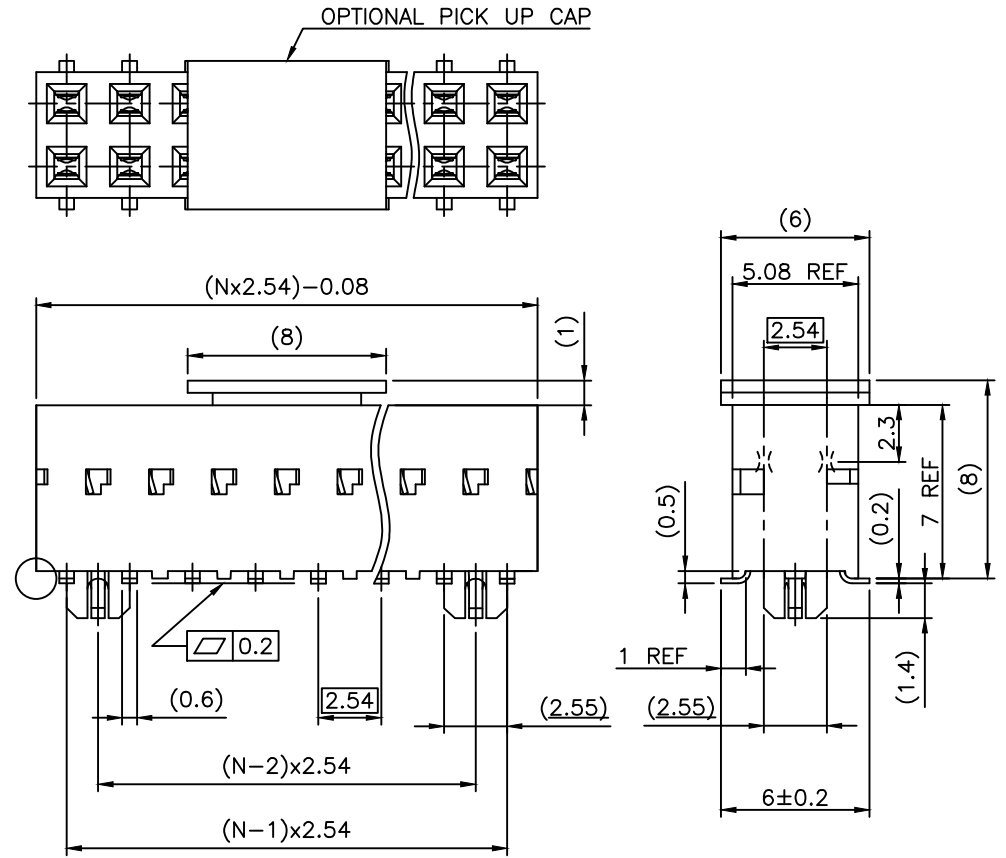 OPTIONAL PICK UP CAP
(6)
5.08 REF
(Nx2.54)-0.08
2.54
(8)
(1)
2.3
(0.5)
(0.2)
7 REF
(8)
0.2
1 REF
(1.4)
(0.6)
2.54
(2.55)
(2.55)
(N-2)x2.54
6±0.2
(N-1)x2.54